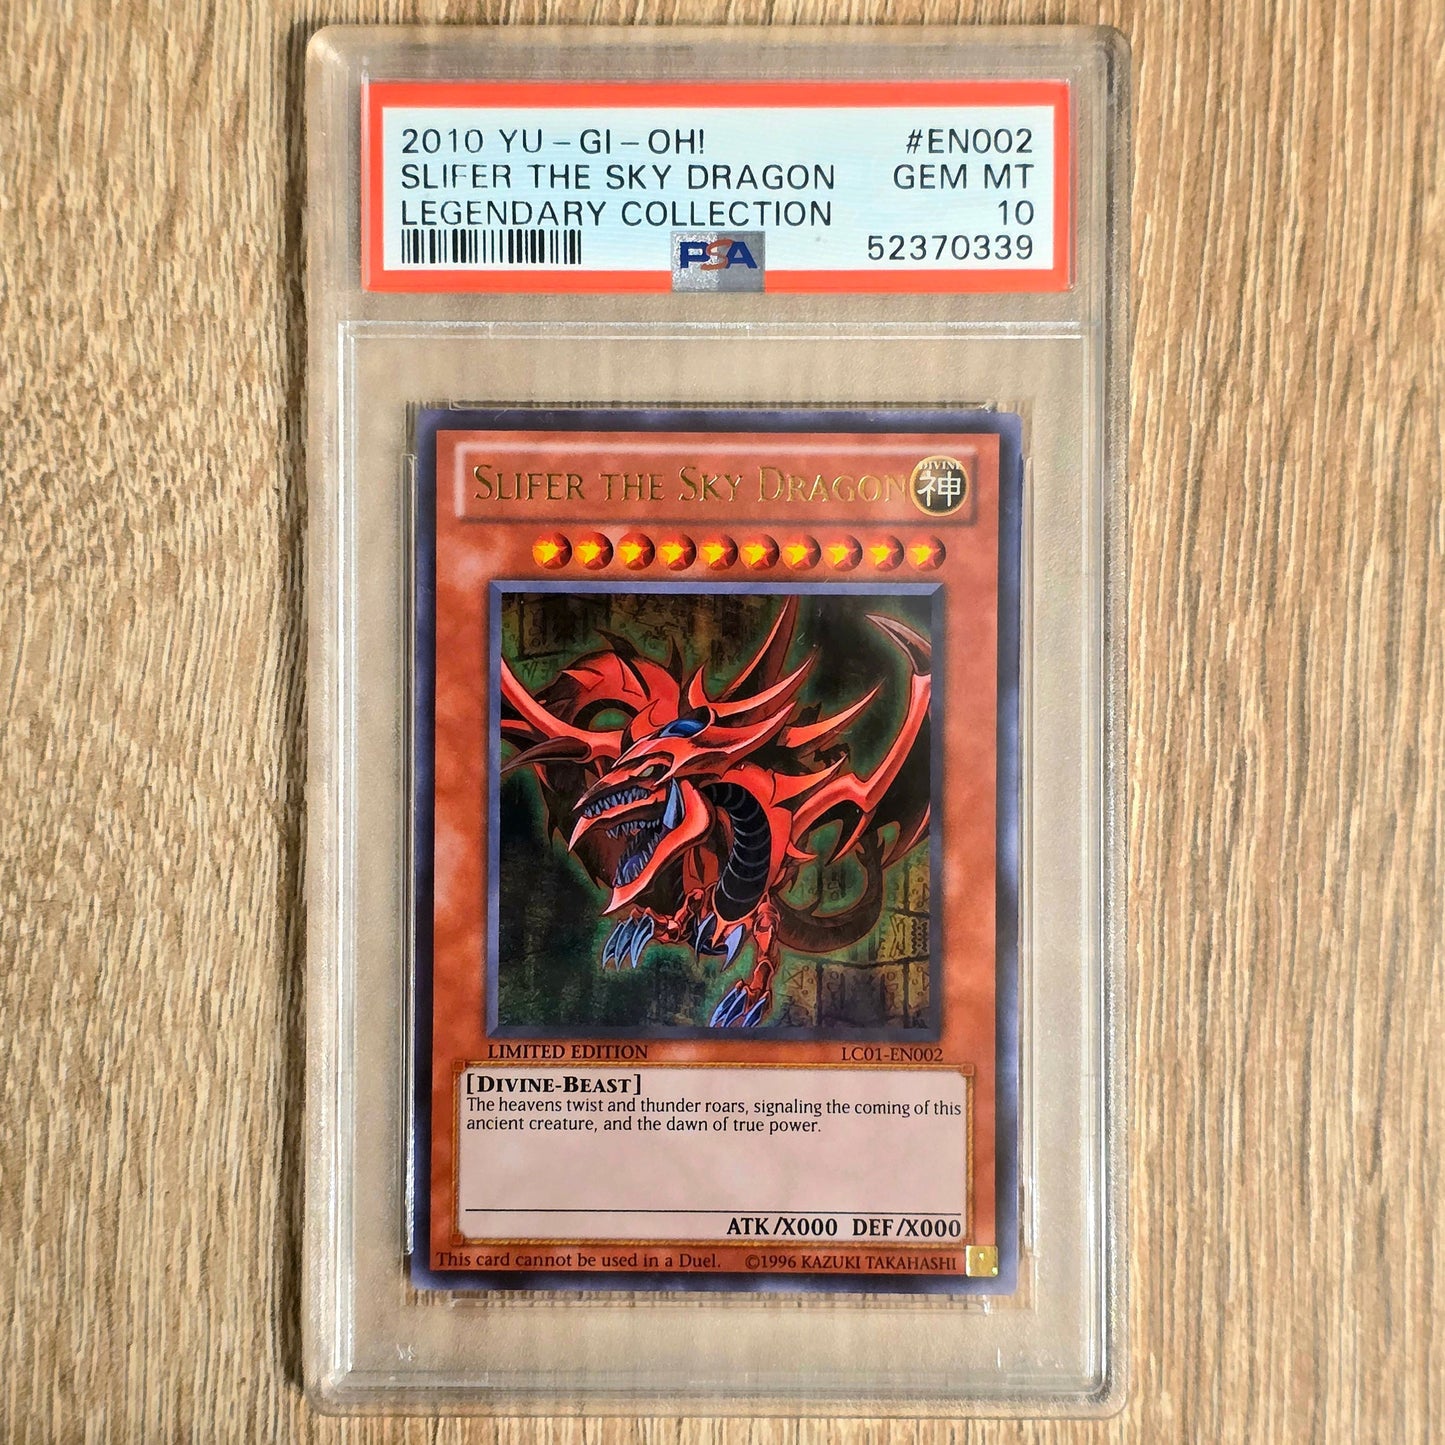 2010 YU-GI-OH! #EN002
SLIFER THE SKY DRAGON GEM MT
LEGENDARY COLLECTION 10
PSA 52370339
SLIFER THE SKY DRAGON DIVINE 神
LIMITED EDITION LC01-EN002
[DIVINE-BEAST]
The heavens twist and thunder roars, signaling the coming of this
ancient creature, and the dawn of true power.
ATK/X000 DEF/X000
This card cannot be used in a Duel. ©1996 KAZUKI TAKAHASHI